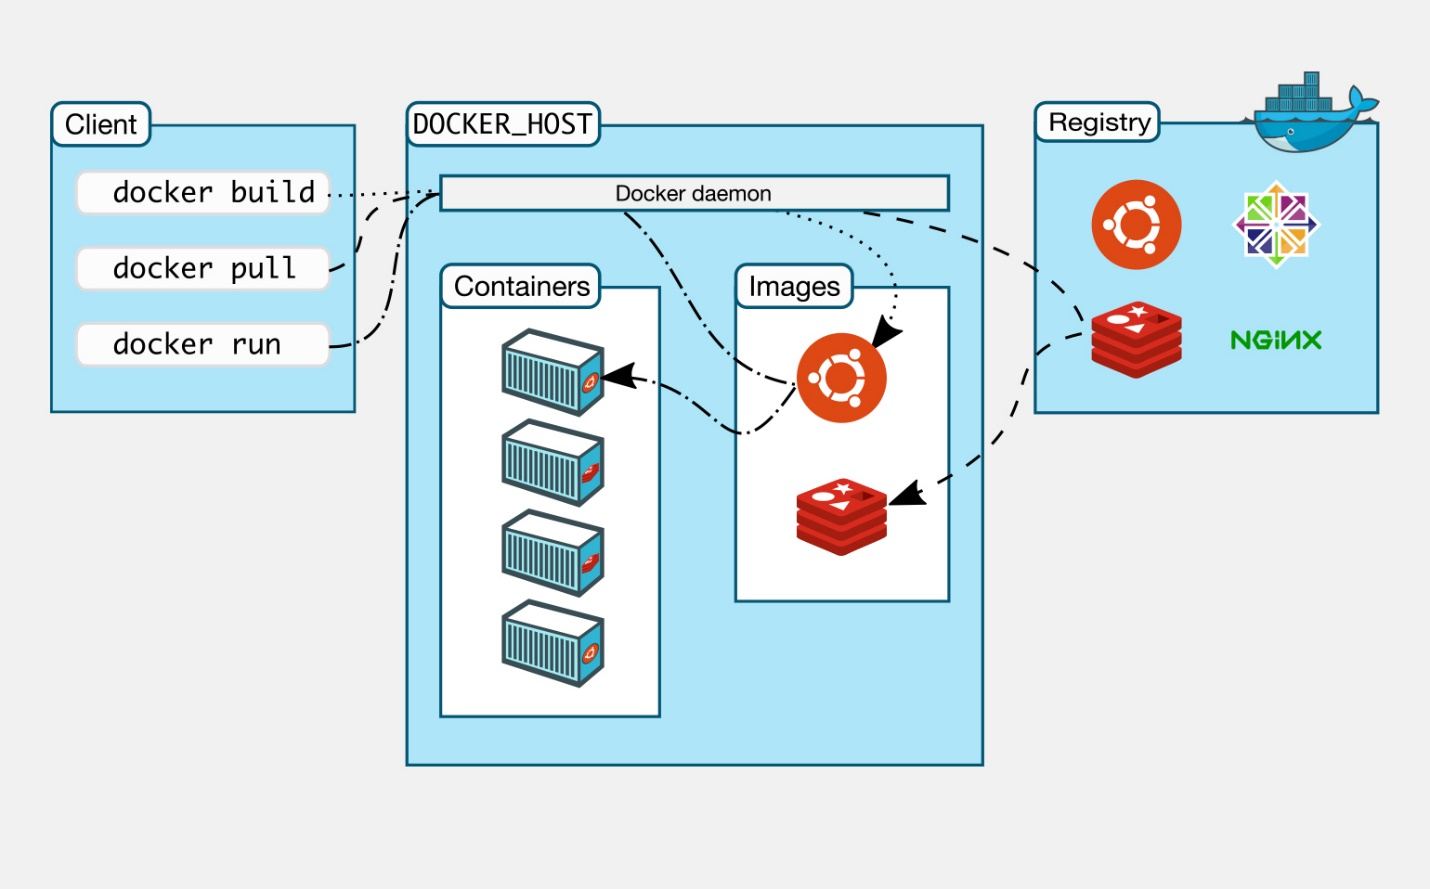 Client
docker build
docker pull
docker run
DOCKER_HOST
Docker daemon
Containers
Images
Registry
NGINX